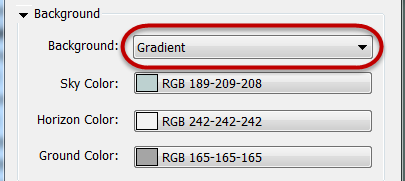 Background
Background: Gradient
Sky Color: RGB 189-209-208
Horizon Color: RGB 242-242-242
Ground Color: RGB 165-165-165